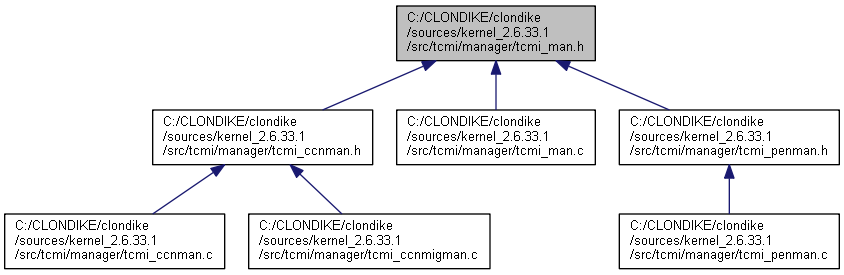 C:/CLONDIKE/clondike
/sources/kernel_2.6.33.1
/src/tcmi/manager/tcmi_man.h
C:/CLONDIKE/clondike
/sources/kernel_2.6.33.1
/src/tcmi/manager/tcmi_ccnman.h
C:/CLONDIKE/clondike
/sources/kernel_2.6.33.1
/src/tcmi/manager/tcmi_man.c
C:/CLONDIKE/clondike
/sources/kernel_2.6.33.1
/src/tcmi/manager/tcmi_penman.h
C:/CLONDIKE/clondike
/sources/kernel_2.6.33.1
/src/tcmi/manager/tcmi_ccnman.c
C:/CLONDIKE/clondike
/sources/kernel_2.6.33.1
/src/tcmi/manager/tcmi_ccnmigman.c
C:/CLONDIKE/clondike
/sources/kernel_2.6.33.1
/src/tcmi/manager/tcmi_penman.c